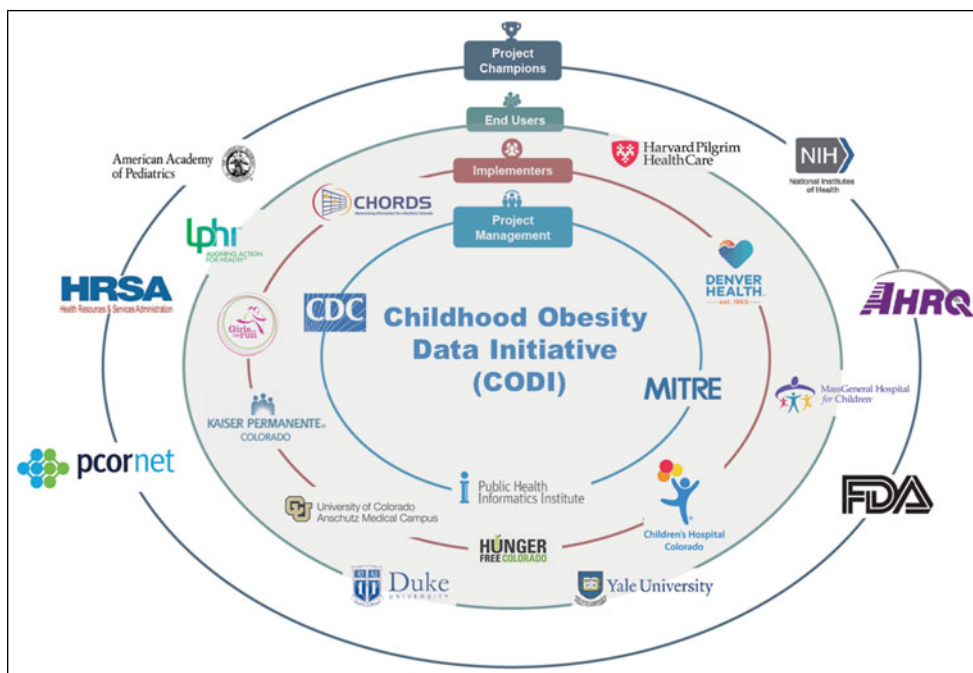 Project
Champions
End Users
Implementers
Project
Management
American Academy
of Pediatrics
Harvard Pilgrim
HealthCare
NIH
National Institutes
of Health
CHORDS
lphi
ALIGNING ACTION
FOR HEALTH
DENVER
HEALTH
est. 1860
HRSA
Health Resources & Services Administration
AHRQ
Girls
on the run
CDC
Childhood Obesity
Data Initiative
(CODI)
MITRE
MassGeneral Hospital
for Children
KAISER PERMANENTE®
COLORADO
pcornet
Public Health
Informatics Institute
FDA
CU
University of Colorado
Anschutz Medical Campus
Children's Hospital
Colorado
HUNGER
FREE COLORADO
Duke
UNIVERSITY
Yale University